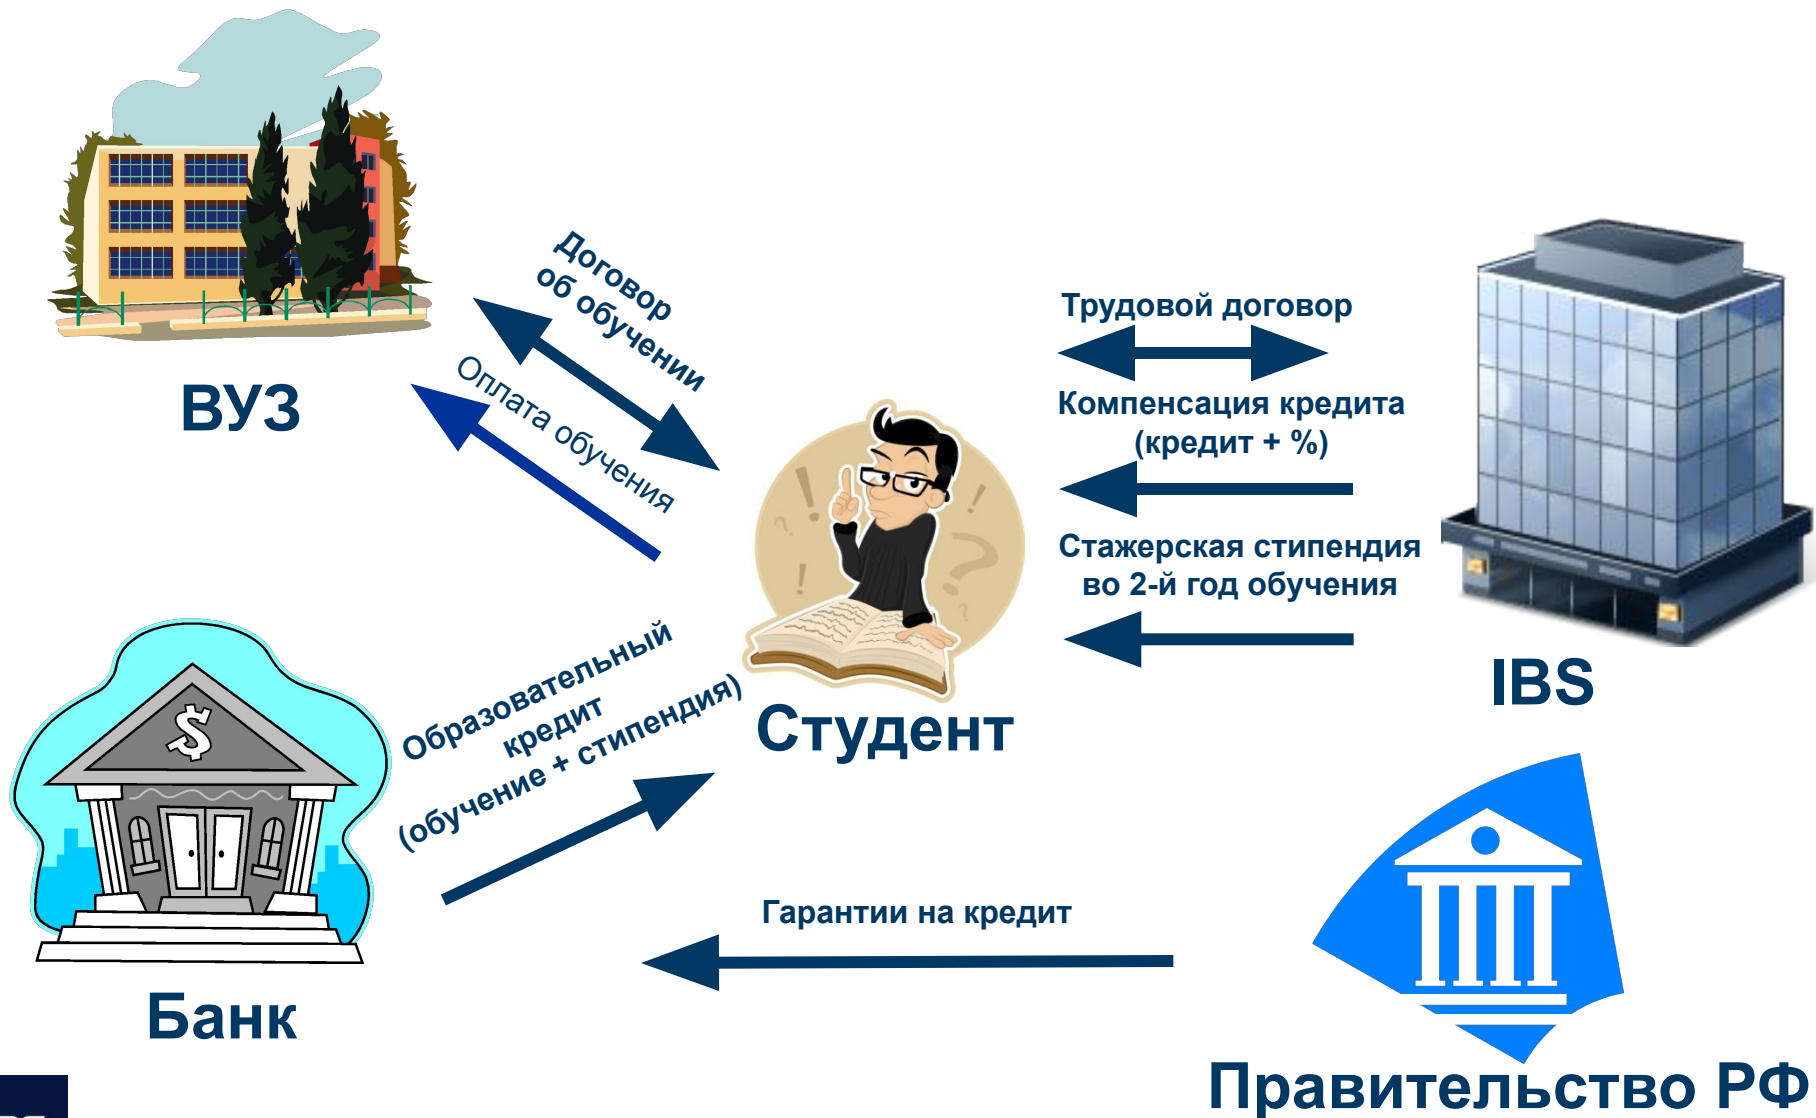 Договор
об обучении
Оплата обучения
ВУЗ
Трудовой договор
Компенсация кредита
(кредит + %)
Стажерская стипендия
во 2-й год обучения
IBS
Студент
Образовательный
кредит
(обучение + стипендия)
Гарантии на кредит
Банк
Правительство РФ